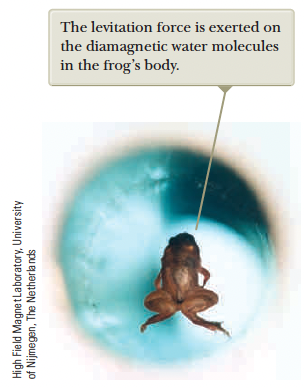 The levitation force is exerted on
the diamagnetic water molecules
in the frog's body.
High Field Magnet Laboratory, University
of Nijmegen, The Netherlands